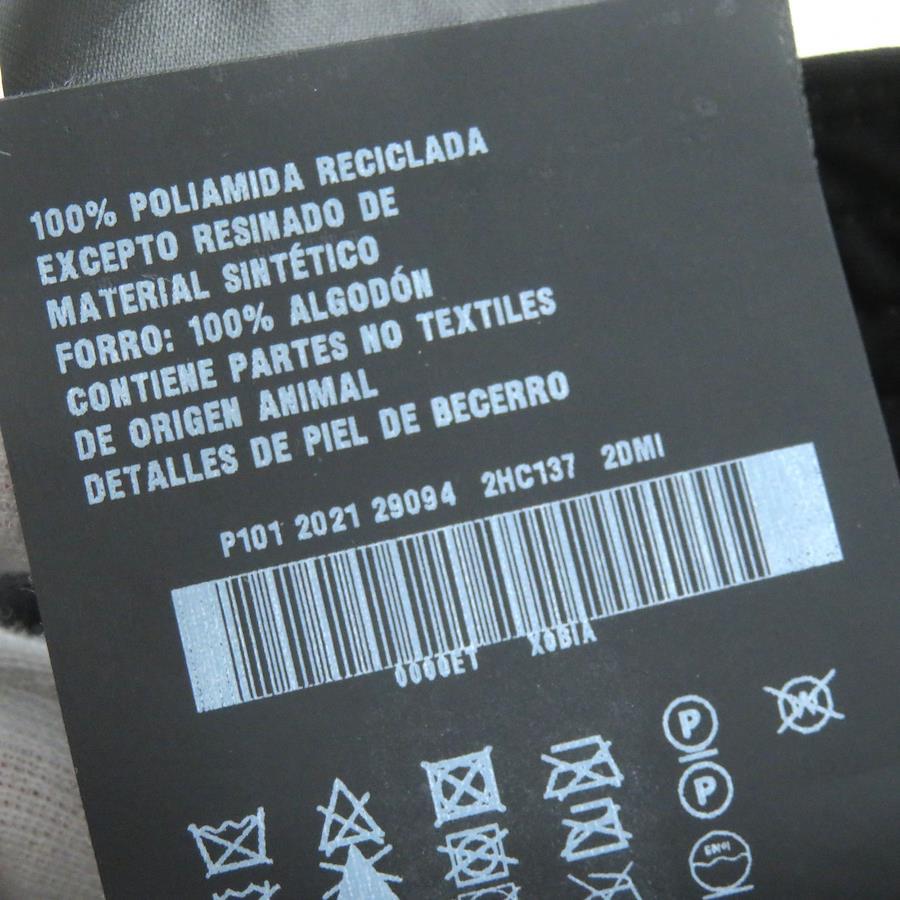 100% POLIAMIDA RECICLADA
EXCEPTO RESINADO DE
MATERIAL SINTÉTICO
FORRO: 100% ALGODÓN
CONTIENE PARTES NO TEXTILES
DE ORIGEN ANIMAL
DETALLES DE PIEL DE BECERRO
P101 2021 29094 2HC137 2DMI
P
W
P